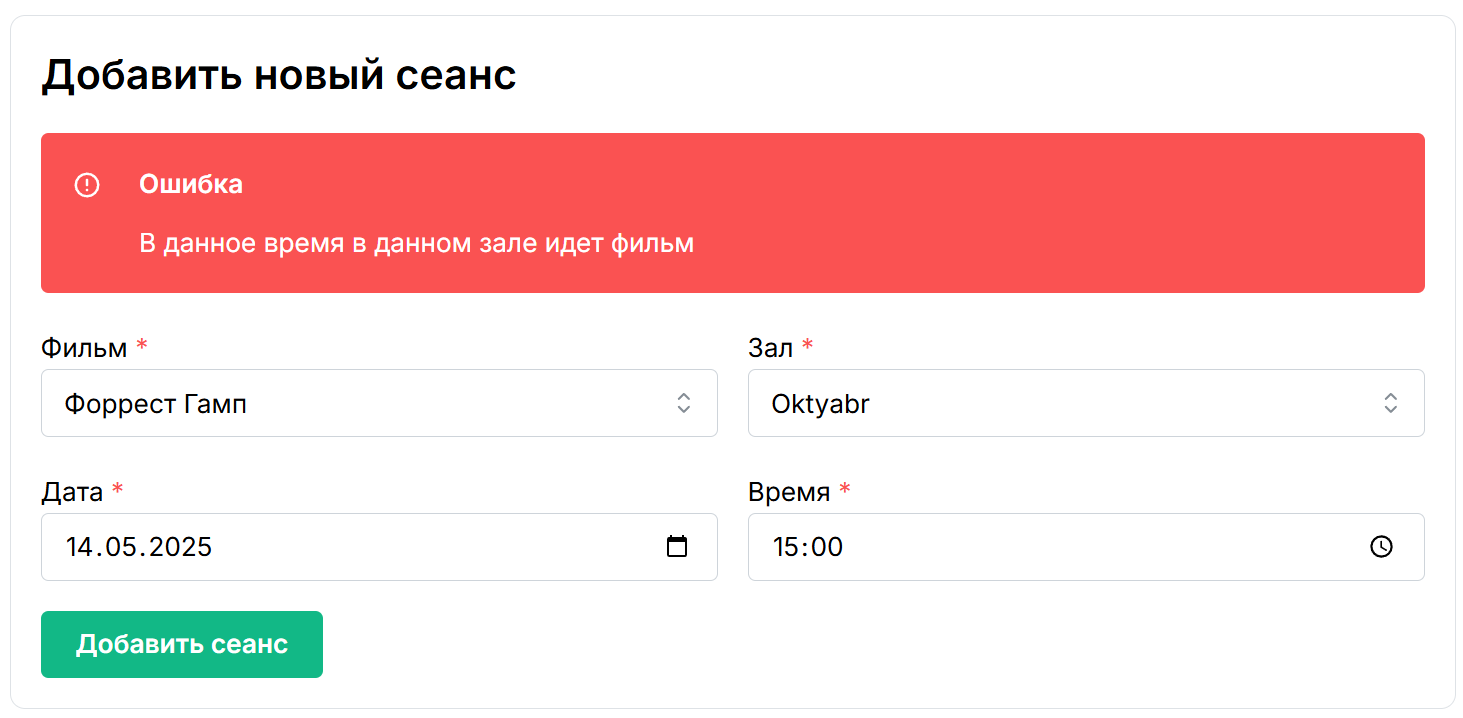 Добавить новый сеанс
Ошибка
В данное время в данном зале идет фильм
Фильм *
Зал *
Форрест Гамп
Oktyabr
Дата *
Время *
14.05.2025
15:00
Добавить сеанс